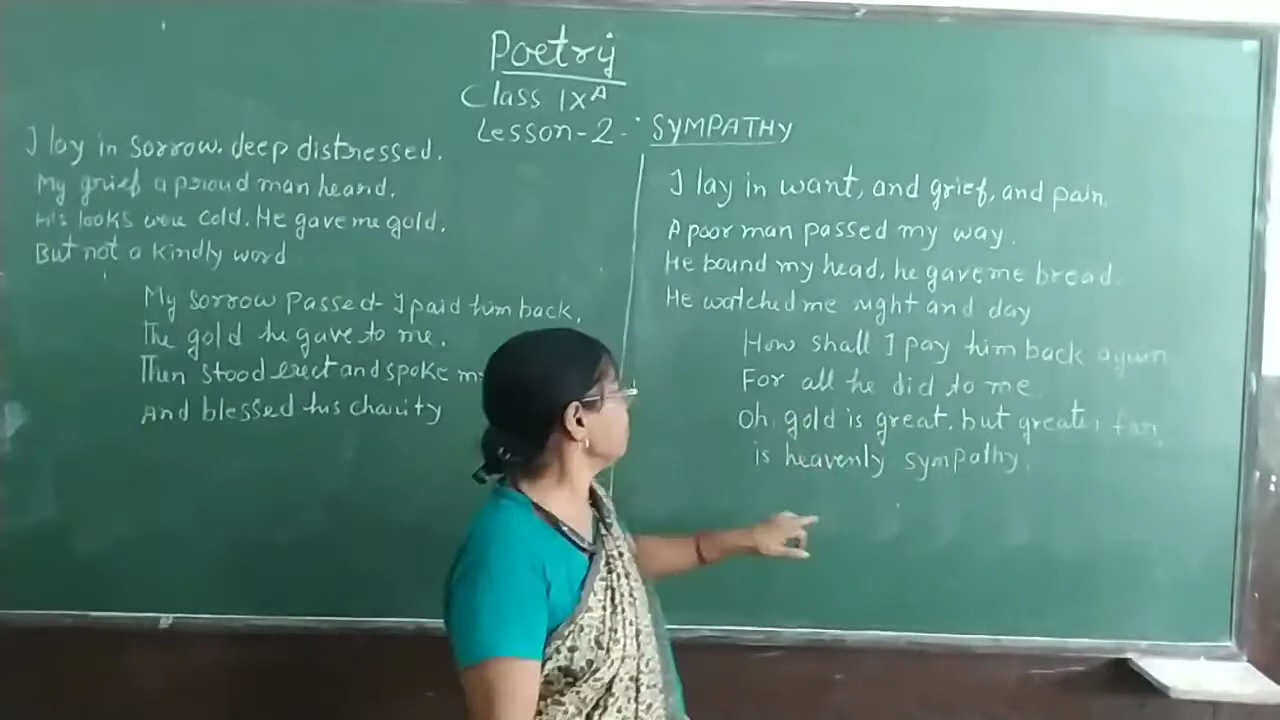 Poetry
Class IX A
Lesson-2- SYMPATHY
I lay in sorrow. deep distressed.
My grief a proud man heard.
His looks were cold. He gave me gold.
But not a kindly word
My sorrow passed- I paid him back.
The gold he gave to me.
Then stood erect and spoke
And blessed his charity
I lay in want, and grief, and pain.
A poor man passed my way.
He bound my head, he gave me bread.
He watched me night and day
How shall I pay him back again
For all he did to me
Oh, gold is great, but greater far
is heavenly sympathy.